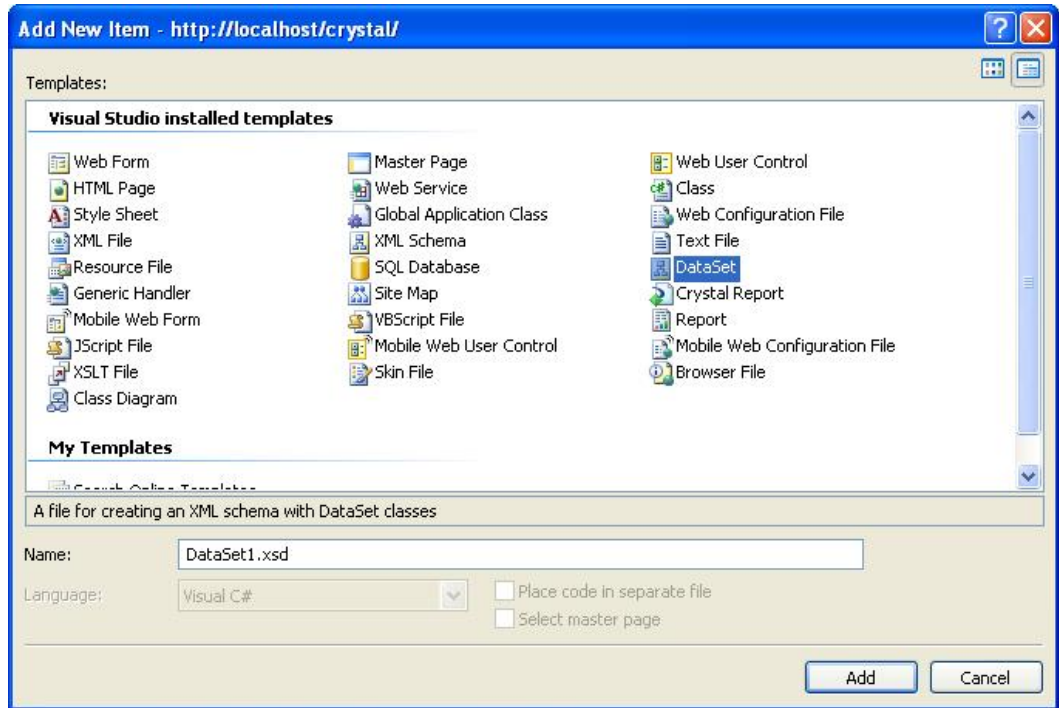 Add New Item - http://localhost/crystal/
Templates:
Visual Studio installed templates
Web Form Master Page Web User Control
HTML Page Web Service Class
Style Sheet Global Application Class Web Configuration File
XML File XML Schema Text File
Resource File SQL Database DataSet
Generic Handler Site Map Crystal Report
Mobile Web Form VBScript File Report
JScript File Mobile Web User Control Mobile Web Configuration File
XSLT File Skin File Browser File
Class Diagram
My Templates
Search Online Templates
A file for creating an XML schema with DataSet classes
Name: DataSet1.xsd
Language: Visual C# Place code in separate file
Select master page
Add Cancel